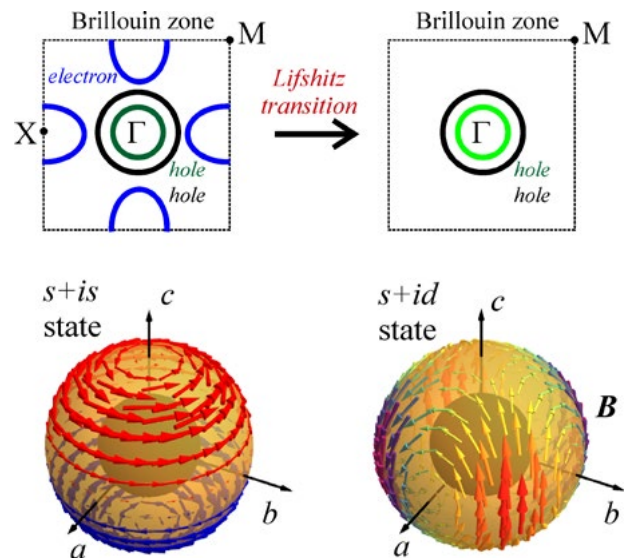 Brillouin zone
M
electron
X
Γ
hole
hole
Lifshitz
transition
Brillouin zone
M
Γ
hole
hole
s+is
state
c
b
a
s+id
state
c
B
b
a